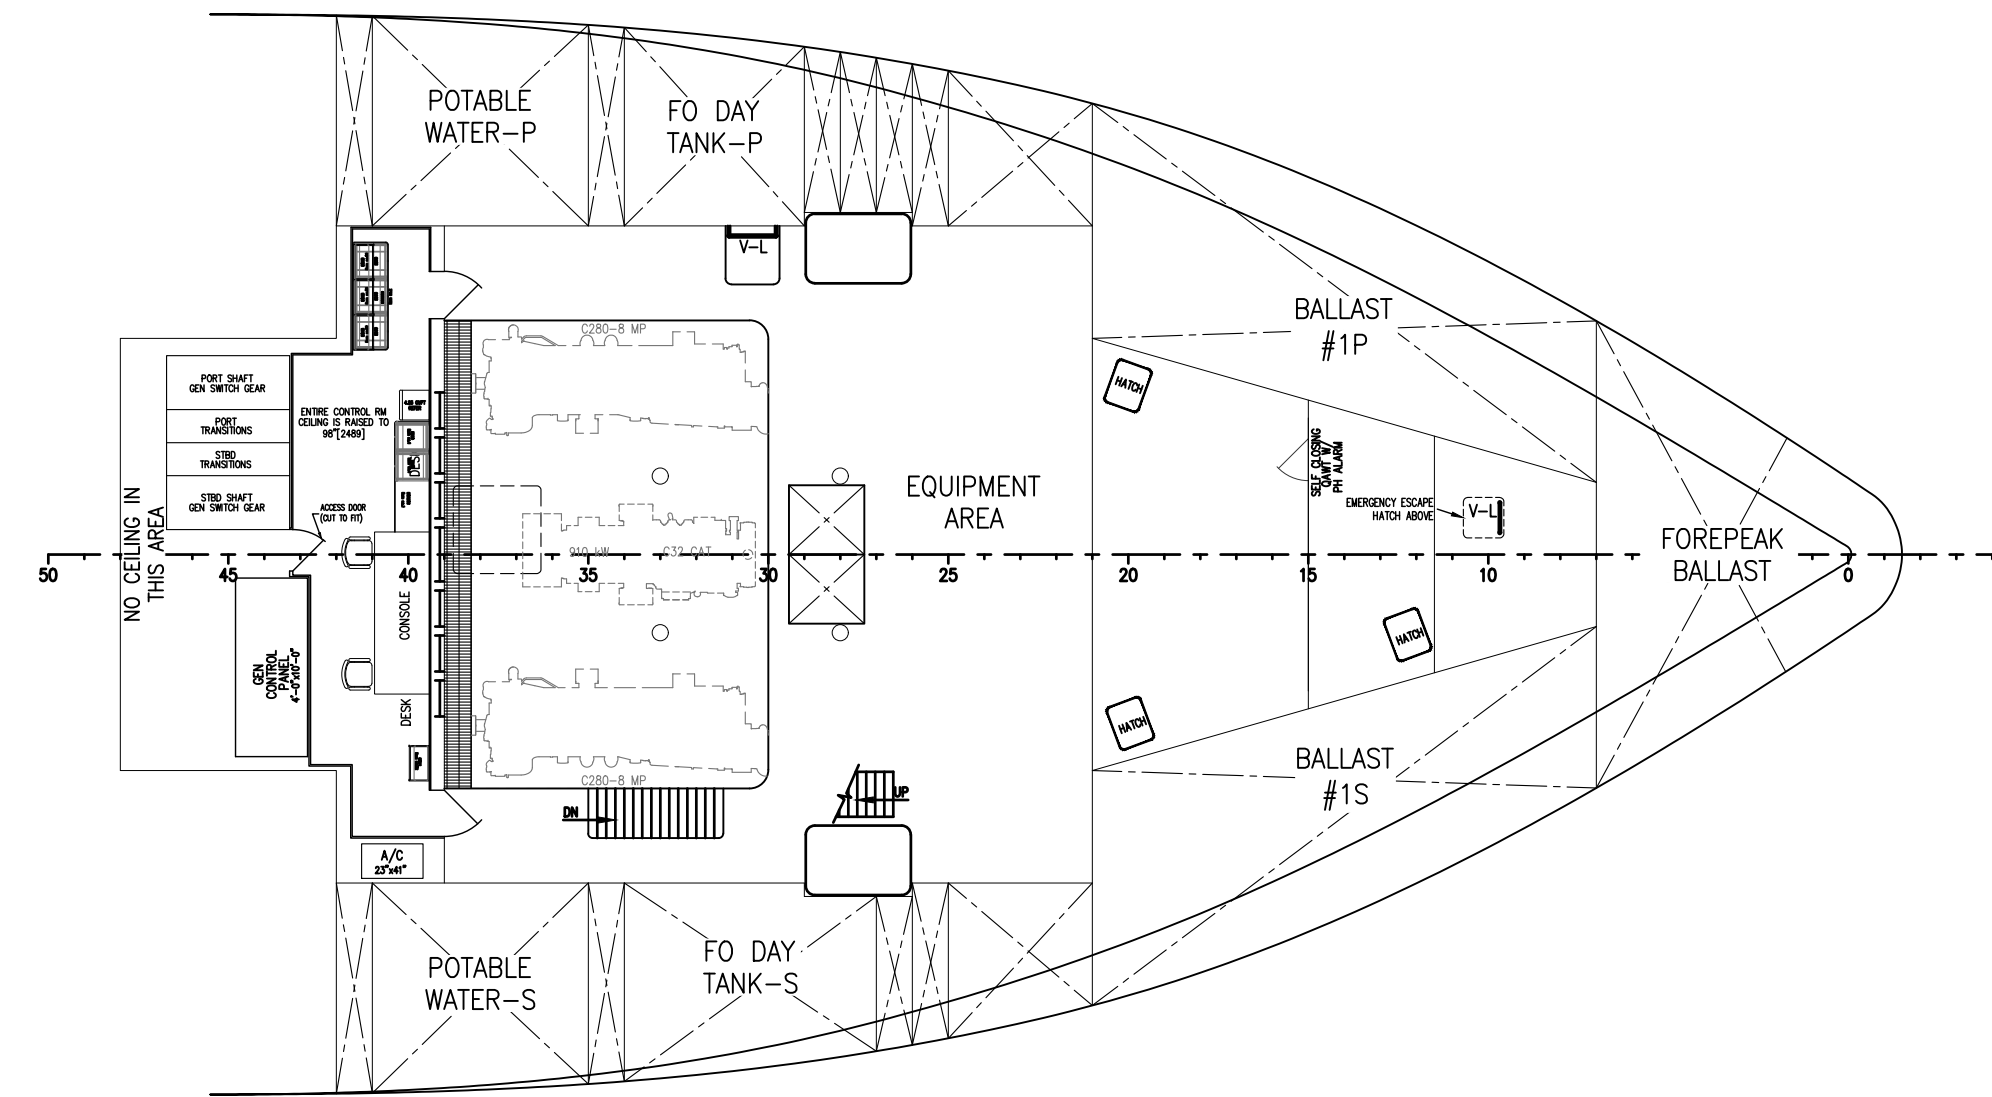 POTABLE
WATER-P
FO DAY
TANK-P
V-L
C280-8 MP
BALLAST
#1P
HATCH
PORT SHAFT
GEN SWITCH GEAR
PORT
TRANSITIONS
STBD
TRANSITIONS
STBD SHAFT
GEN SWITCH GEAR
ENTIRE CONTROL RM
CEILING IS RAISED TO
98"[2489]
ACCESS DOOR
(CUT TO FIT)
DESK
EQUIPMENT
AREA
SELF CLOSING
QAWT W/
PH ALARM
EMERGENCY ESCAPE
HATCH ABOVE
V-L
FOREPEAK
BALLAST
NO CEILING IN
THIS AREA
910 kW
C32 CAT
50
45
40
35
30
25
20
15
10
0
CONSOLE
GEN
CONTROL
PANEL
4'-0"x10'-0"
DESK
HATCH
HATCH
C280-8 MP
BALLAST
#1S
DN
UP
A/C
23"x41"
POTABLE
WATER-S
FO DAY
TANK-S